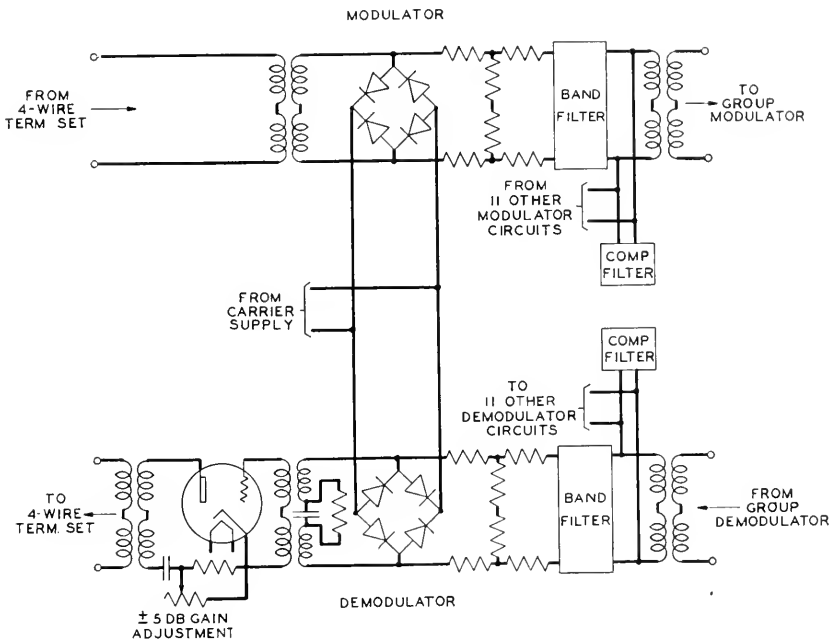 MODULATOR
FROM
4-WIRE
TERM SET
BAND
FILTER
TO
GROUP
MODULATOR
FROM
11 OTHER
MODULATOR
CIRCUITS
COMP
FILTER
FROM
CARRIER
SUPPLY
COMP
FILTER
TO
11 OTHER
DEMODULATOR
CIRCUITS
TO
4-WIRE
TERM. SET
BAND
FILTER
FROM
GROUP
DEMODULATOR
± 5 DB GAIN
ADJUSTMENT
DEMODULATOR